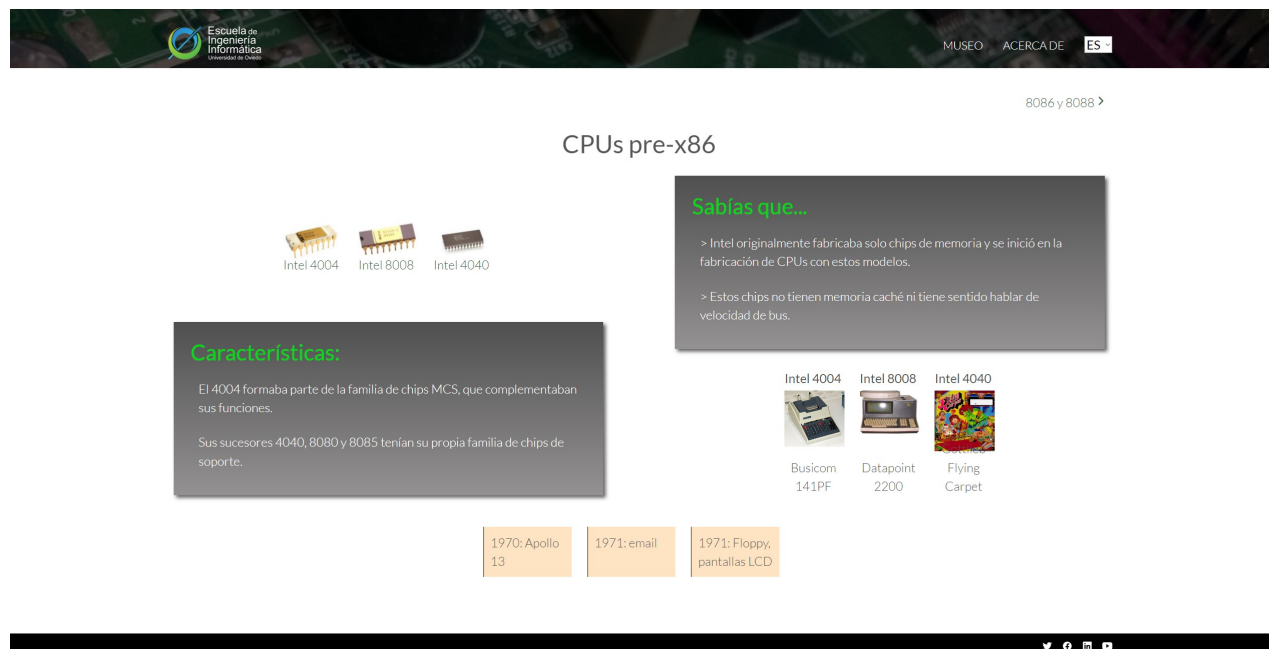 Escuela de
Ingeniería
Informática
Universidad de Oviedo
MUSEO ACERCA DE ES
8086 y 8088 >
CPUs pre-x86
Intel 4004 Intel 8008 Intel 4040
Sabías que...
> Intel originalmente fabricaba solo chips de memoria y se inició en la
fabricación de CPUs con estos modelos.
> Estos chips no tienen memoria caché ni tiene sentido hablar de
velocidad de bus.
Características:
El 4004 formaba parte de la familia de chips MCS, que complementaban
sus funciones.
Sus sucesores 4040, 8080 y 8085 tenían su propia familia de chips de
soporte.
Intel 4004 Intel 8008 Intel 4040
Busicom
141PF
Datapoint
2200
Flying
Carpet
1970: Apollo
13
1971: email
1971: Floppy,
pantallas LCD